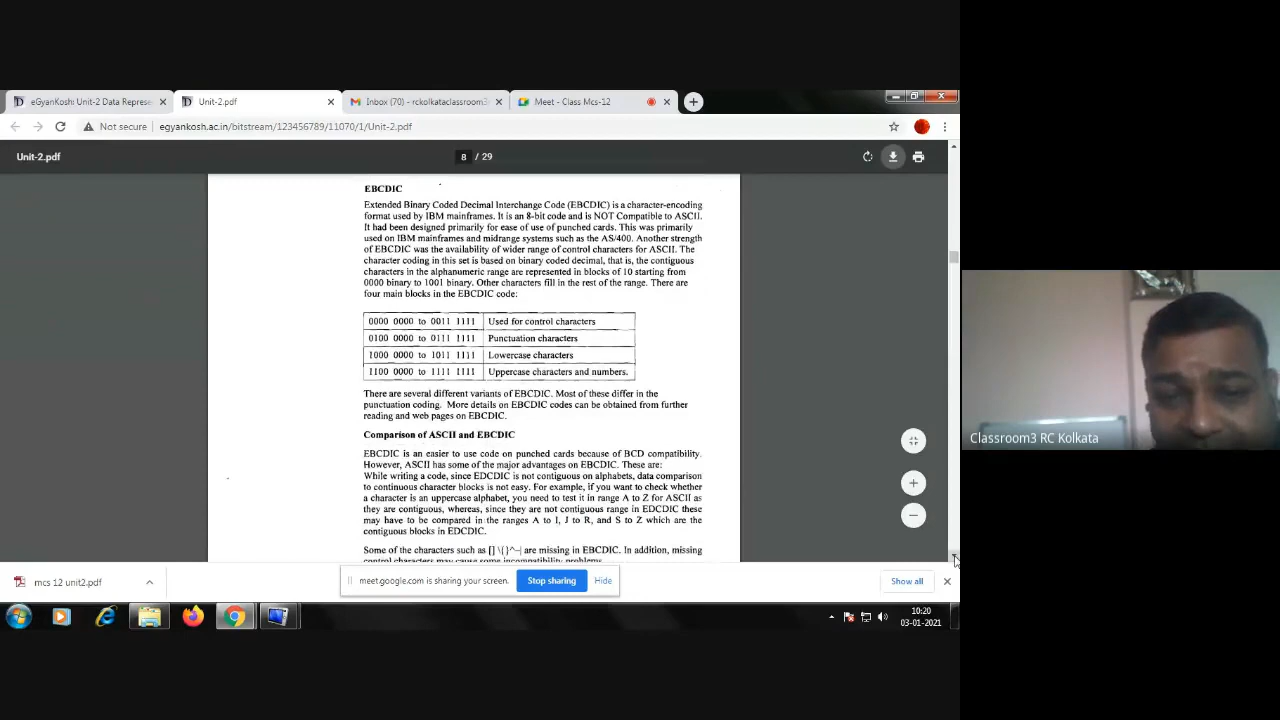 eGyanKosh: Unit-2 Data Represe
Unit-2.pdf
Inbox (70) - rckolkataclassroom3
Meet - Class Mcs-12
Not secure
egyankosh.ac.in/bitstream/123456789/11070/1/Unit-2.pdf
Unit-2.pdf
8 / 29
EBCDIC
Extended Binary Coded Decimal Interchange Code (EBCDIC) is a character-encoding
format used by IBM mainframes. It is an 8-bit code and is NOT Compatible to ASCII.
It had been designed primarily for ease of use of punched cards. This was primarily
used on IBM mainframes and midrange systems such as the AS/400. Another strength
of EBCDIC was the availability of wider range of control characters for ASCII. The
character coding in this set is based on binary coded decimal, that is, the contiguous
characters in the alphanumeric range are represented in blocks of 10 starting from
0000 binary to 1001 binary. Other characters fill in the rest of the range. There are
four main blocks in the EBCDIC code:
0000 0000 to 0011 1111 Used for control characters
0100 0000 to 0111 1111 Punctuation characters
1000 0000 to 1011 1111 Lowercase characters
1100 0000 to 1111 1111 Uppercase characters and numbers.
There are several different variants of EBCDIC. Most of these differ in the
punctuation coding. More details on EBCDIC codes can be obtained from further
reading and web pages on EBCDIC.
Comparison of ASCII and EBCDIC
EBCDIC is an easier to use code on punched cards because of BCD compatibility.
However, ASCII has some of the major advantages on EBCDIC. These are:
While writing a code, since EDCDIC is not contiguous on alphabets, data comparison
to continuous character blocks is not easy. For example, if you want to check whether
a character is an uppercase alphabet, you need to test it in range A to Z for ASCII as
they are contiguous, whereas, since they are not contiguous range in EDCDIC these
may have to be compared in the ranges A to I, J to R, and S to Z which are the
contiguous blocks in EDCDIC.
Some of the characters such as [] \{}^~| are missing in EBCDIC. In addition, missing
control characters may cause some incompatibility problems.
Classroom3 RC Kolkata
mcs 12 unit2.pdf
meet.google.com is sharing your screen.
Stop sharing
Hide
Show all
10:20
03-01-2021